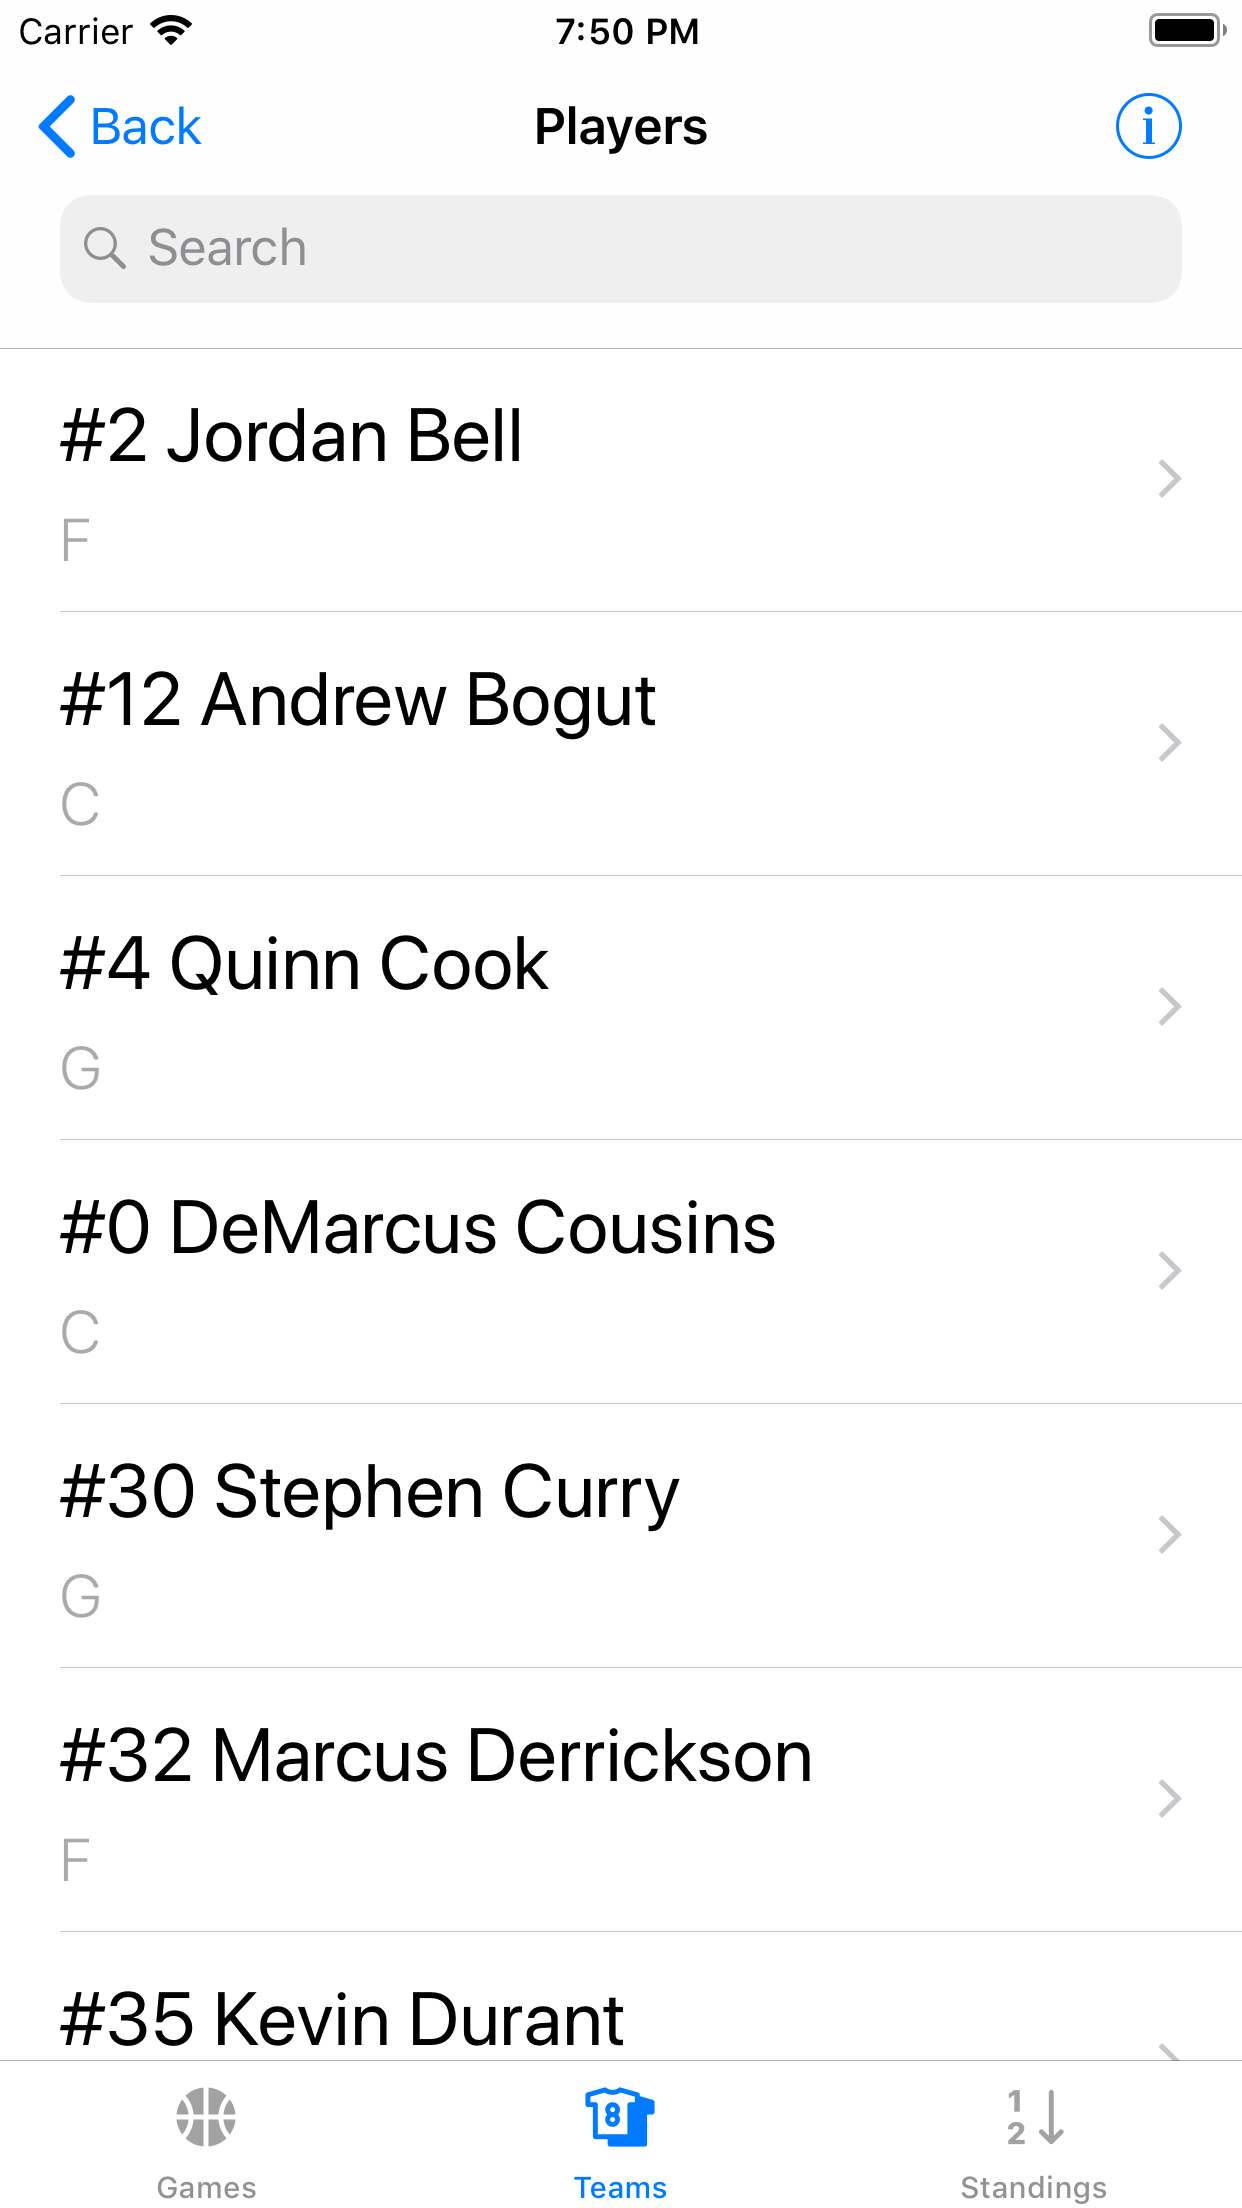 Carrier 7:50 PM
Back Players
Search
#2 Jordan Bell
F
#12 Andrew Bogut
C
#4 Quinn Cook
G
#0 DeMarcus Cousins
C
#30 Stephen Curry
G
#32 Marcus Derrickson
F
#35 Kevin Durant
Games Teams Standings